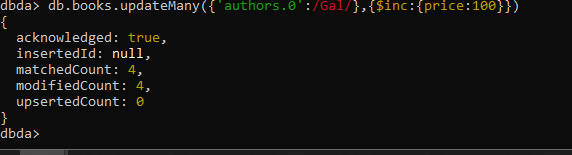 dbda> db.books.updateMany({'authors.0':/Gal/},{$inc:{price:100}})
{
  acknowledged: true,
  insertedId: null,
  matchedCount: 4,
  modifiedCount: 4,
  upsertedCount: 0
}
dbda>